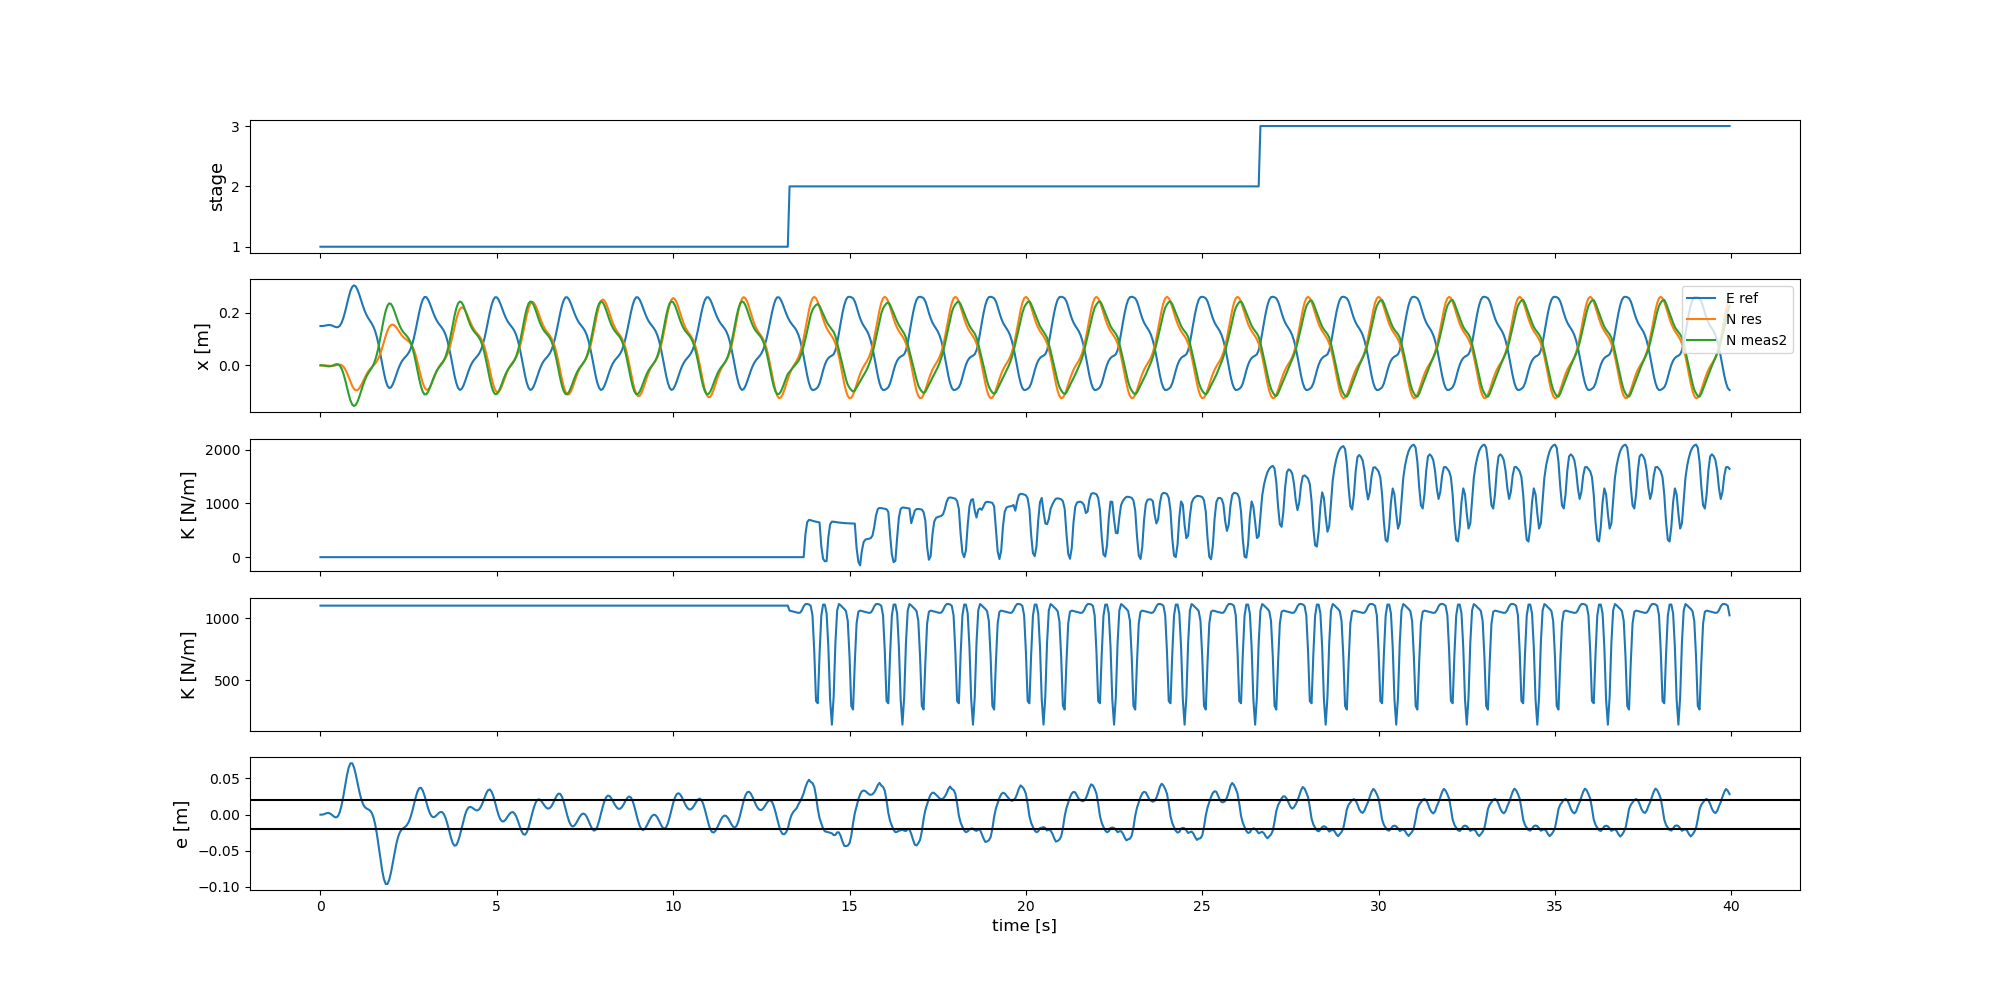 3
2
1
stage
0.2
0.0
x [m]
E ref
N res
N meas2
2000
1000
0
K [N/m]
1000
500
K [N/m]
0.05
0.00
−0.05
−0.10
e [m]
0 5 10 15 20 25 30 35 40
time [s]